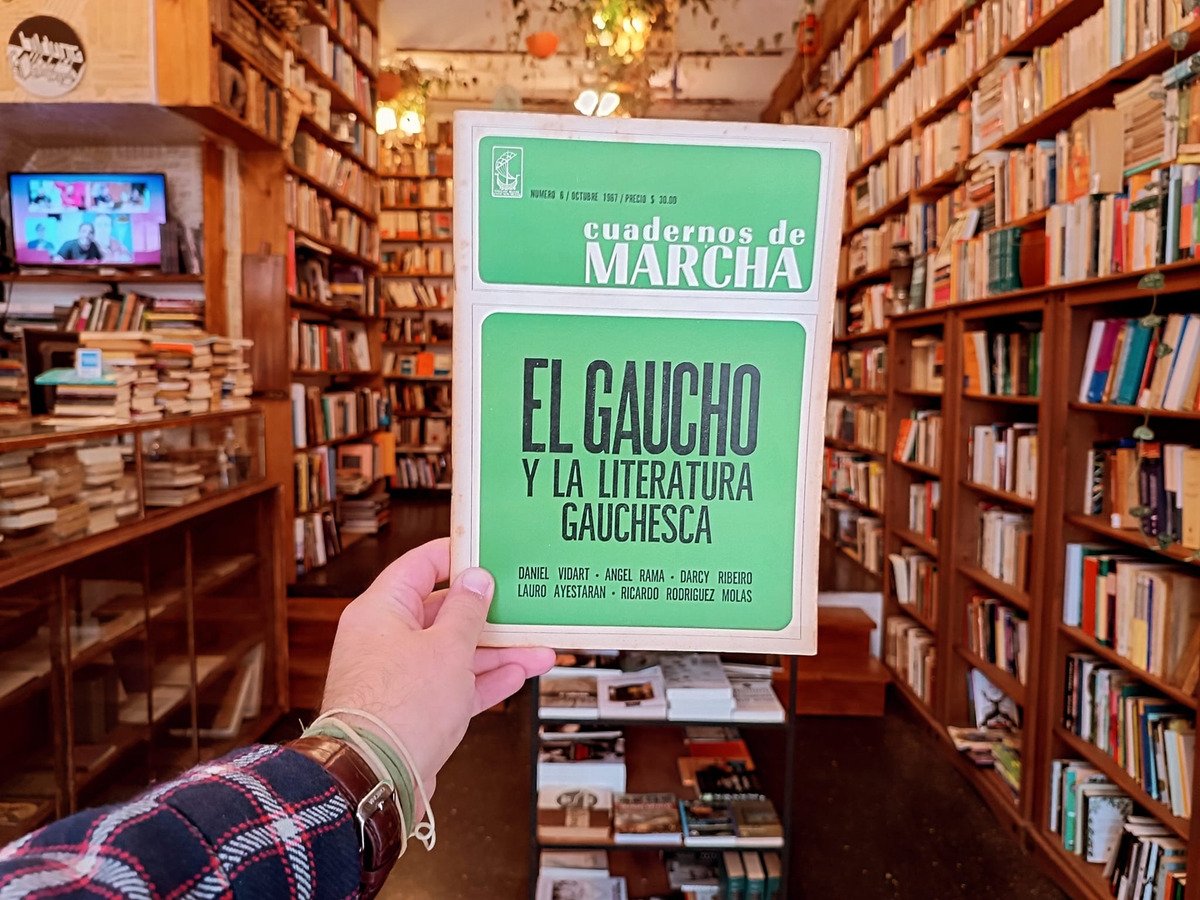 NUMERO 6 / OCTUBRE 1967 / PRECIO $ 30.00
cuadernos de
MARCHA
EL GAUCHO
Y LA LITERATURA
GAUCHESCA
DANIEL VIDART • ANGEL RAMA • DARCY RIBEIRO
LAURO AYESTARAN • RICARDO RODRIGUEZ MOLAS